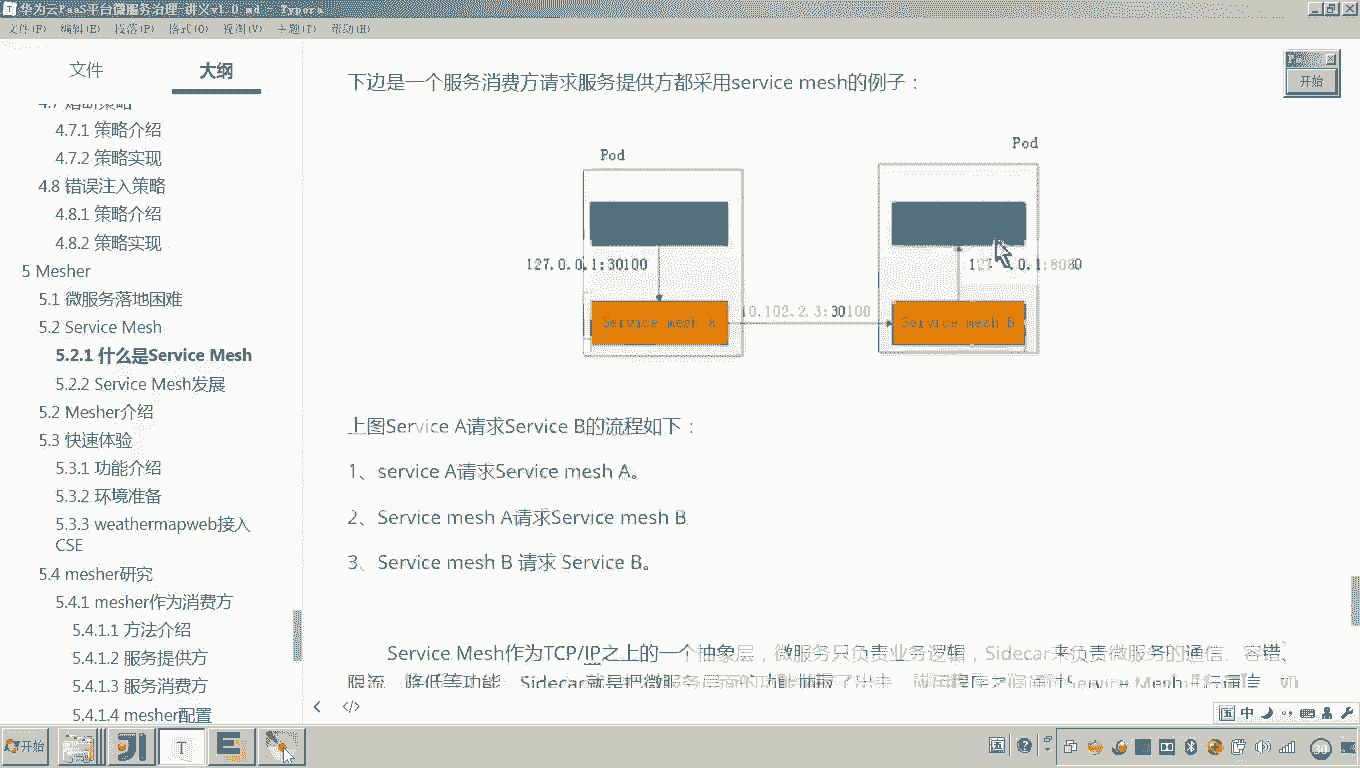 华为云PaaS平台微服务治理-讲义v1.0.md - Typora
文件(F) 编辑(E) 段落(P) 格式(O) 视图(V) 主题(T) 帮助(H)
文件 大纲
4.7 熔断策略
4.7.1 策略介绍
4.7.2 策略实现
4.8 错误注入策略
4.8.1 策略介绍
4.8.2 策略实现
5 Mesher
5.1 微服务落地困难
5.2 Service Mesh
5.2.1 什么是Service Mesh
5.2.2 Service Mesh发展
5.2 Mesher介绍
5.3 快速体验
5.3.1 功能介绍
5.3.2 环境准备
5.3.3 weathermapweb接入
CSE
5.4 mesher研究
5.4.1 mesher作为消费方
5.4.1.1 方法介绍
5.4.1.2 服务提供方
5.4.1.3 服务消费方
5.4.1.4 mesher配置
下边是一个服务消费方请求服务提供方都采用service mesh的例子：
Pod
Pod
127.0.0.1:30100
Service mesh A
10.102.2.3:30100
Service mesh B
上图Service A请求Service B的流程如下：
1、service A请求Service mesh A。
2、Service mesh A请求Service mesh B
3、Service mesh B 请求 Service B。
Service Mesh作为TCP/IP之上的一个抽象层，微服务只负责业务逻辑，Sidecar来负责微服务的通信、容错、
限流、降低等功能，Sidecar就是把微服务层面的功能抽取了出来，
开始
开始
中
30